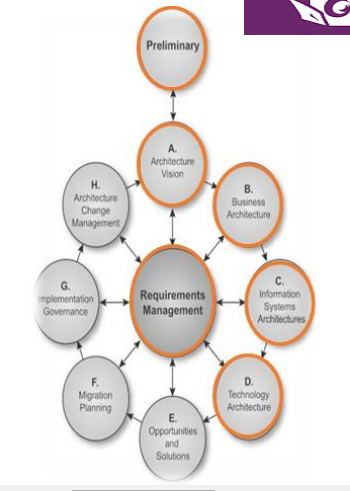 Preliminary
A.
Architecture
Vision
H.
Architecture
Change
Management
B.
Business
Architecture
G.
Implementation
Governance
Requirements
Management
C.
Information
Systems
Architectures
F.
Migration
Planning
D.
Technology
Architecture
E.
Opportunities
and
Solutions